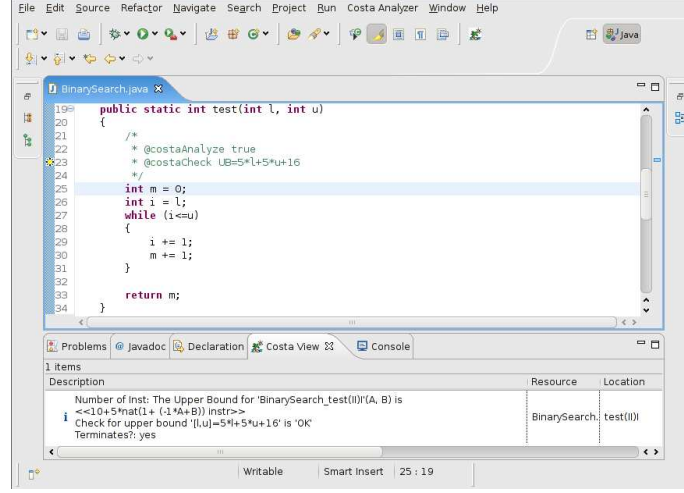 File Edit Source Refactor Navigate Search Project Run Costa Analyzer Window Help
Java
BinarySearch.java
19 public static int test(int l, int u)
20 {
21 /*
22 * @costaAnalyze true
23 * @costaCheck UB=5*l+5*u+16
24 */
25 int m = 0;
26 int i = l;
27 while (i<=u)
28 {
29 i += 1;
30 m += 1;
31 }
32
33 return m;
34 }
Problems @ Javadoc Declaration Costa View Console
1 items
Description Resource Location
Number of Inst: The Upper Bound for 'BinarySearch_test(II)I'(A, B) is
<<10+5*nat(1+ (-1*A+B)) instr>>
Check for upper bound '[l,u]=5*l+5*u+16' is 'OK'
Terminates?: yes
BinarySearch. test(II)I
Writable Smart Insert 25 : 19